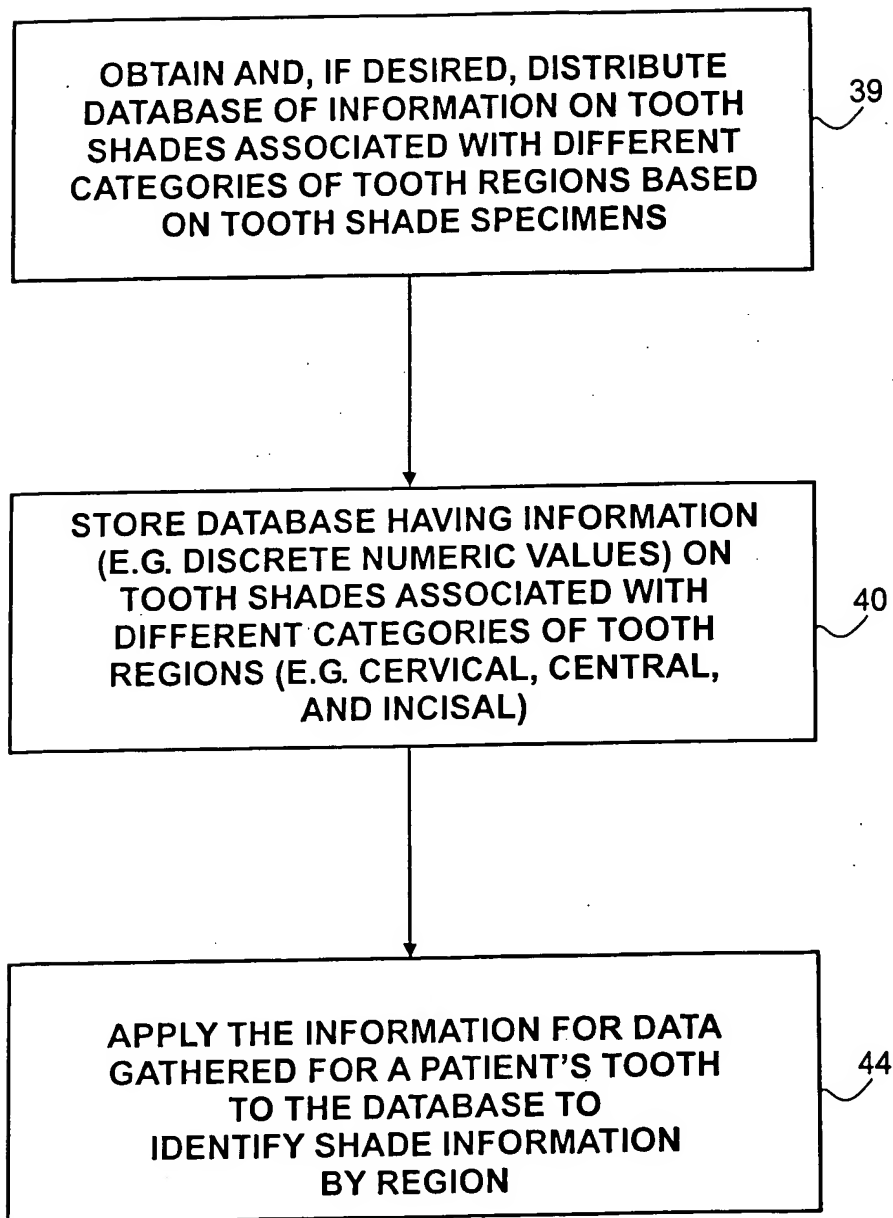 OBTAIN AND, IF DESIRED, DISTRIBUTE
DATABASE OF INFORMATION ON TOOTH
SHADES ASSOCIATED WITH DIFFERENT
CATEGORIES OF TOOTH REGIONS BASED
ON TOOTH SHADE SPECIMENS
39
STORE DATABASE HAVING INFORMATION
(E.G. DISCRETE NUMERIC VALUES) ON
TOOTH SHADES ASSOCIATED WITH
DIFFERENT CATEGORIES OF TOOTH
REGIONS (E.G. CERVICAL, CENTRAL,
AND INCISAL)
40
APPLY THE INFORMATION FOR DATA
GATHERED FOR A PATIENT'S TOOTH
TO THE DATABASE TO
IDENTIFY SHADE INFORMATION
BY REGION
44